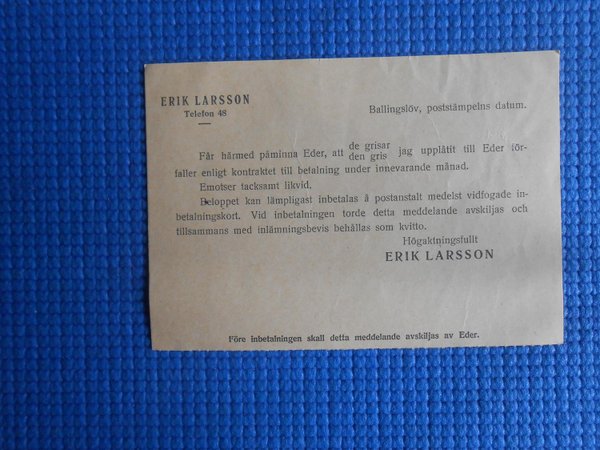 ERIK LARSSON
Telefon 48
Ballingslöv, poststämpelns datum.
Får härmed påminna Eder, att de grisar / den gris jag upplåtit till Eder för-
faller enligt kontraktet till betalning under innevarande månad.
Emotser tacksamt likvid.
Beloppet kan lämpligast inbetalas å postanstalt medelst vidfogade in-
betalningskort. Vid inbetalningen torde detta meddelande avskiljas och
tillsammans med inlämningsbevis behållas som kvitto.
Högaktningsfullt
ERIK LARSSON
Före inbetalningen skall detta meddelande avskiljas av Eder.